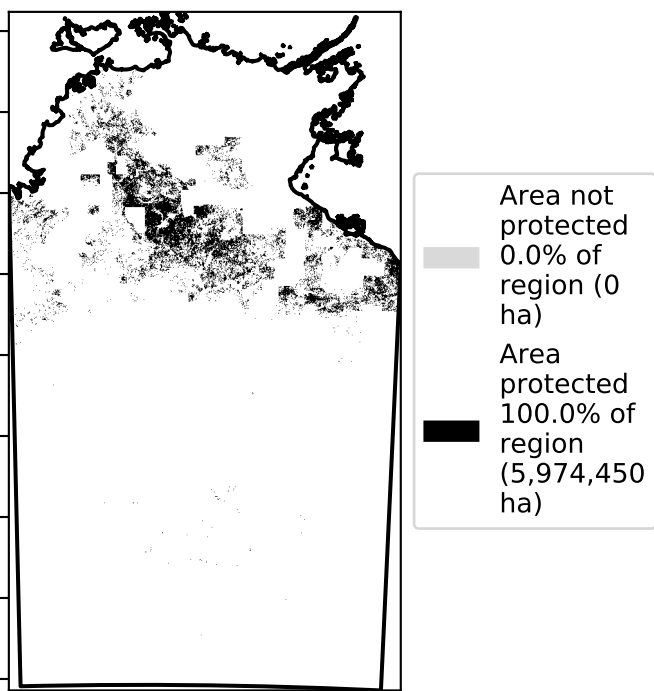 Area not
protected
0.0% of
region (0
ha)
Area
protected
100.0% of
region
(5,974,450
ha)